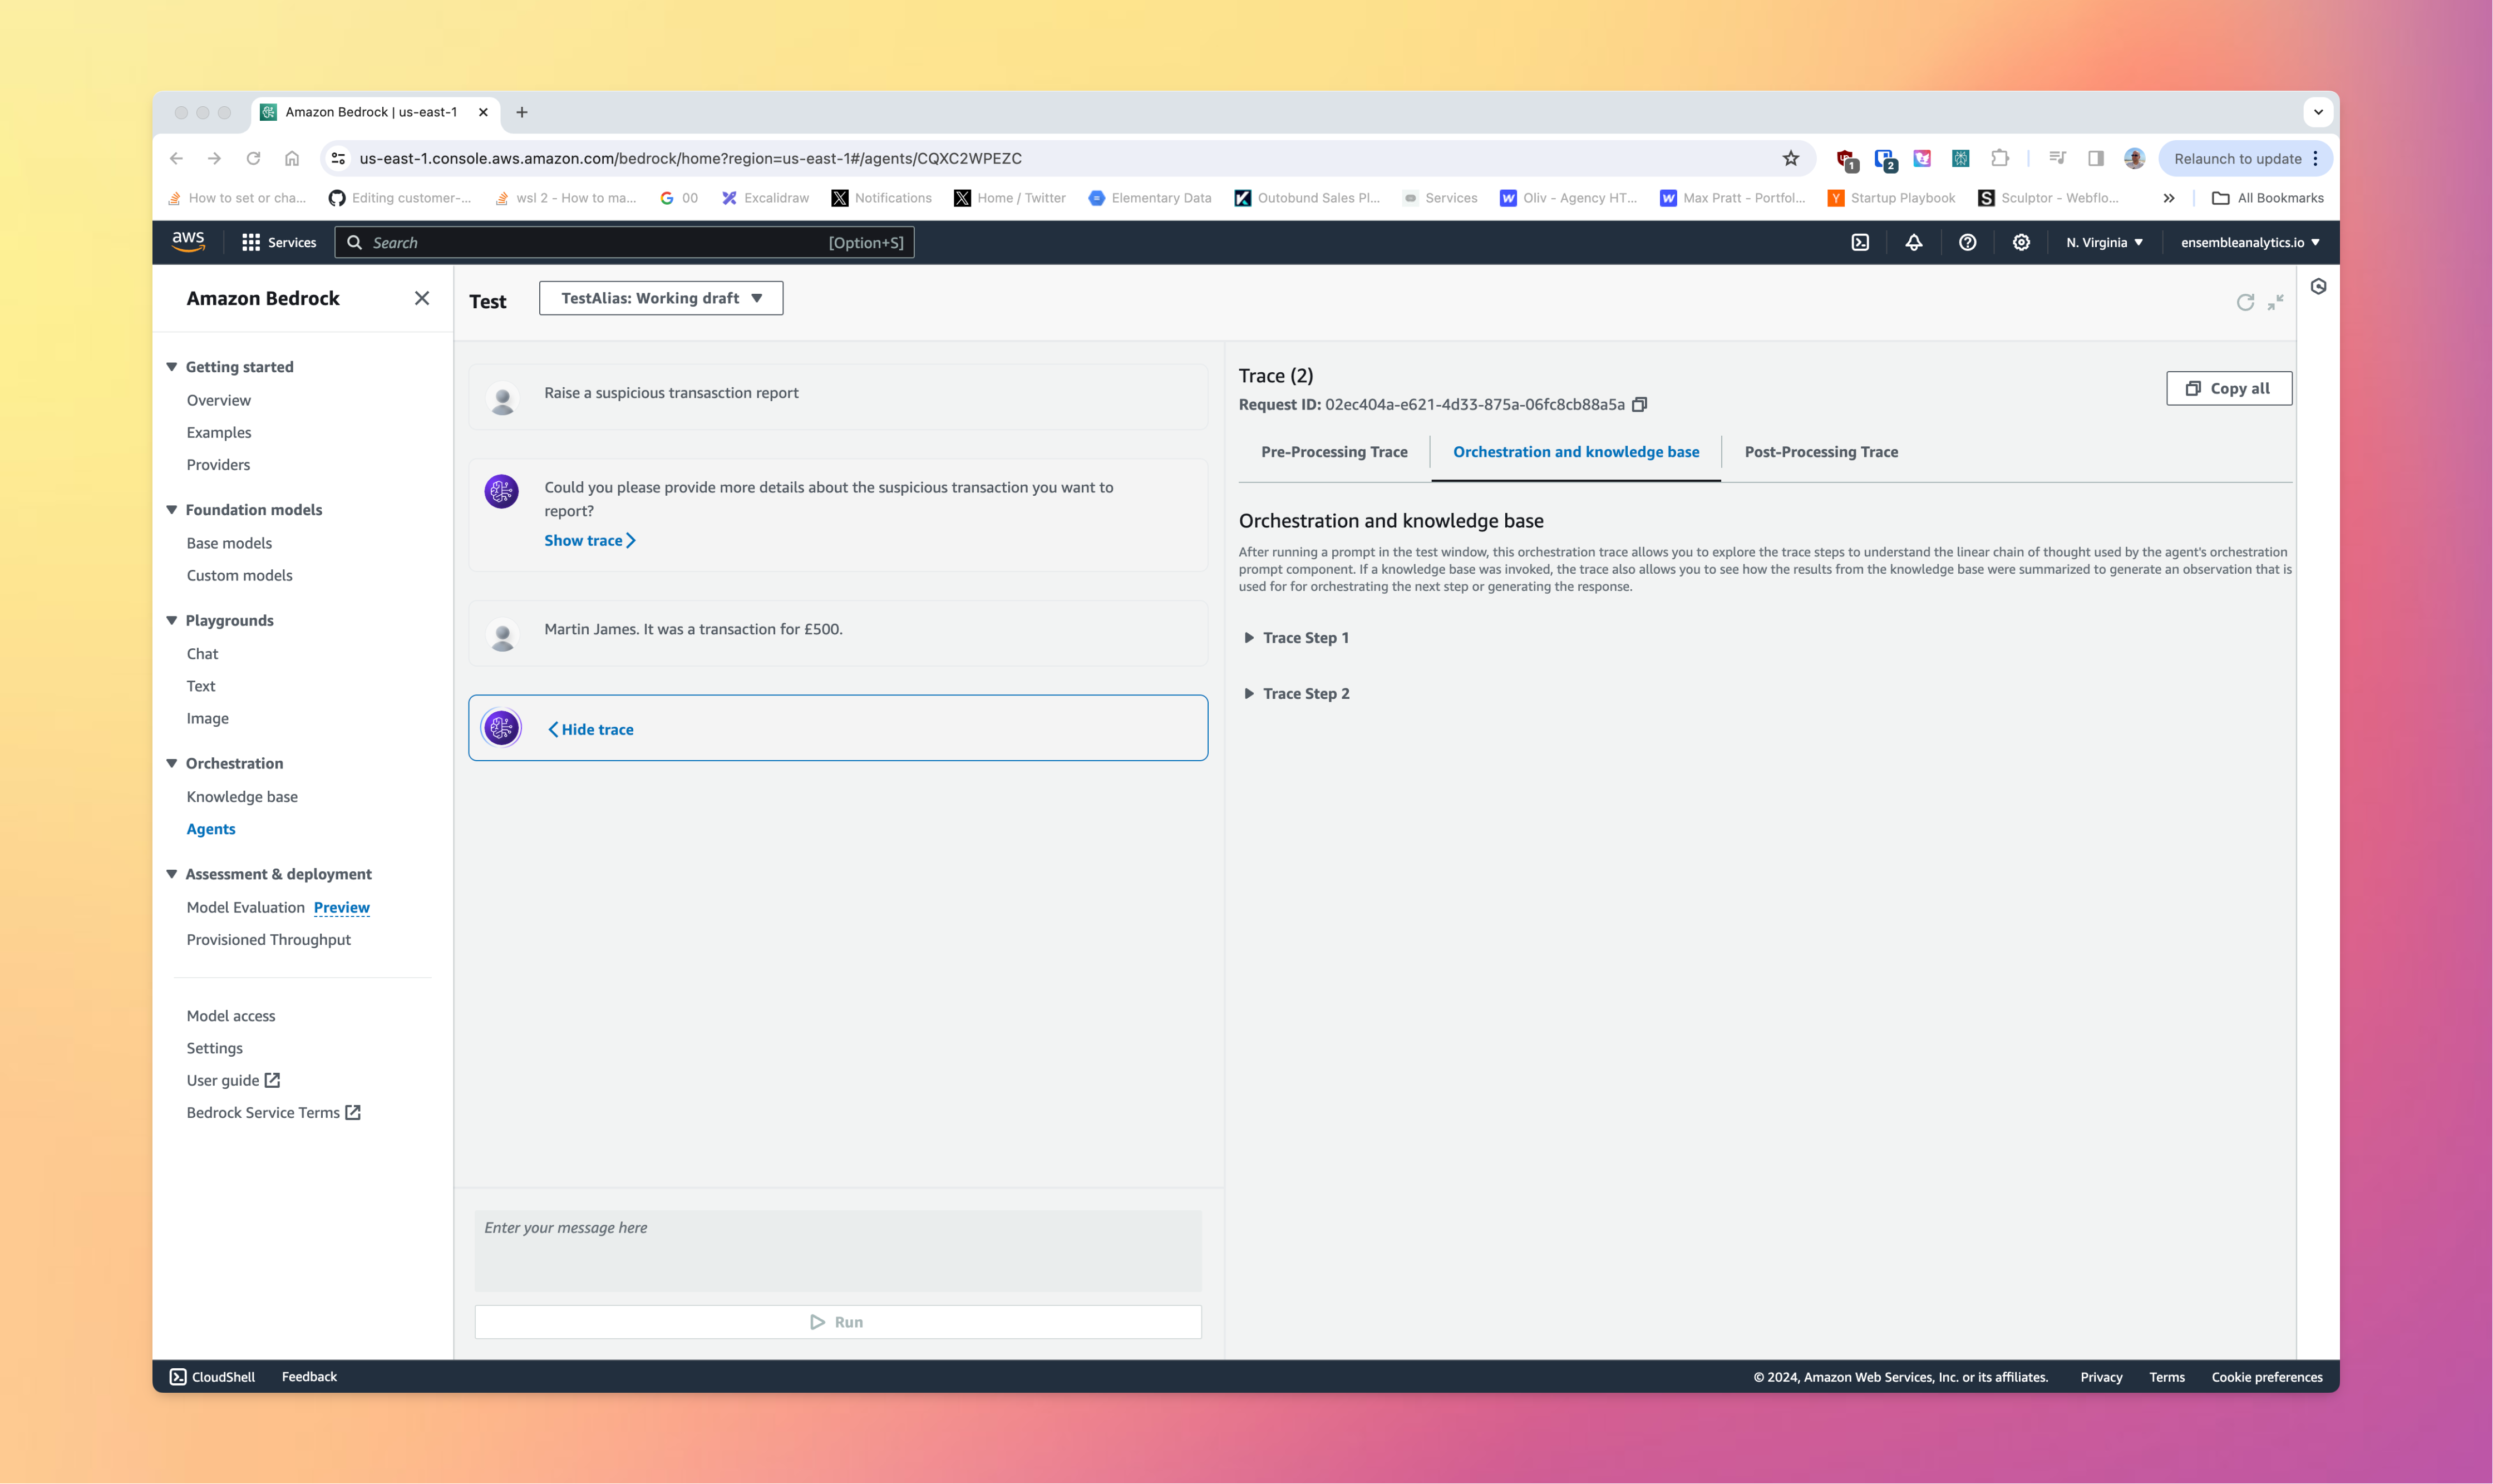 Amazon Bedrock | us-east-1
us-east-1.console.aws.amazon.com/bedrock/home?region=us-east-1#/agents/CQXC2WPEZC
1
2
Relaunch to update
How to set or cha...
Editing customer-...
wsl 2 - How to ma...
00
Excalidraw
Notifications
Home / Twitter
Elementary Data
Outobund Sales Pl...
Services
Oliv - Agency HT...
Max Pratt - Portfol...
Startup Playbook
Sculptor - Webflo...
All Bookmarks
aws
Services
Search
[Option+S]
N. Virginia
ensembleanalytics.io
Amazon Bedrock
Getting started
Overview
Examples
Providers
Foundation models
Base models
Custom models
Playgrounds
Chat
Text
Image
Orchestration
Knowledge base
Agents
Assessment & deployment
Model Evaluation Preview
Provisioned Throughput
Model access
Settings
User guide
Bedrock Service Terms
Test
TestAlias: Working draft
Raise a suspicious transasction report
Could you please provide more details about the suspicious transaction you want to
report?
Show trace
Martin James. It was a transaction for £500.
Hide trace
Enter your message here
Run
Trace (2)
Request ID: 02ec404a-e621-4d33-875a-06fc8cb88a5a
Copy all
Pre-Processing Trace
Orchestration and knowledge base
Post-Processing Trace
Orchestration and knowledge base
After running a prompt in the test window, this orchestration trace allows you to explore the trace steps to understand the linear chain of thought used by the agent's orchestration
prompt component. If a knowledge base was invoked, the trace also allows you to see how the results from the knowledge base were summarized to generate an observation that is
used for for orchestrating the next step or generating the response.
Trace Step 1
Trace Step 2
CloudShell
Feedback
© 2024, Amazon Web Services, Inc. or its affiliates.
Privacy
Terms
Cookie preferences